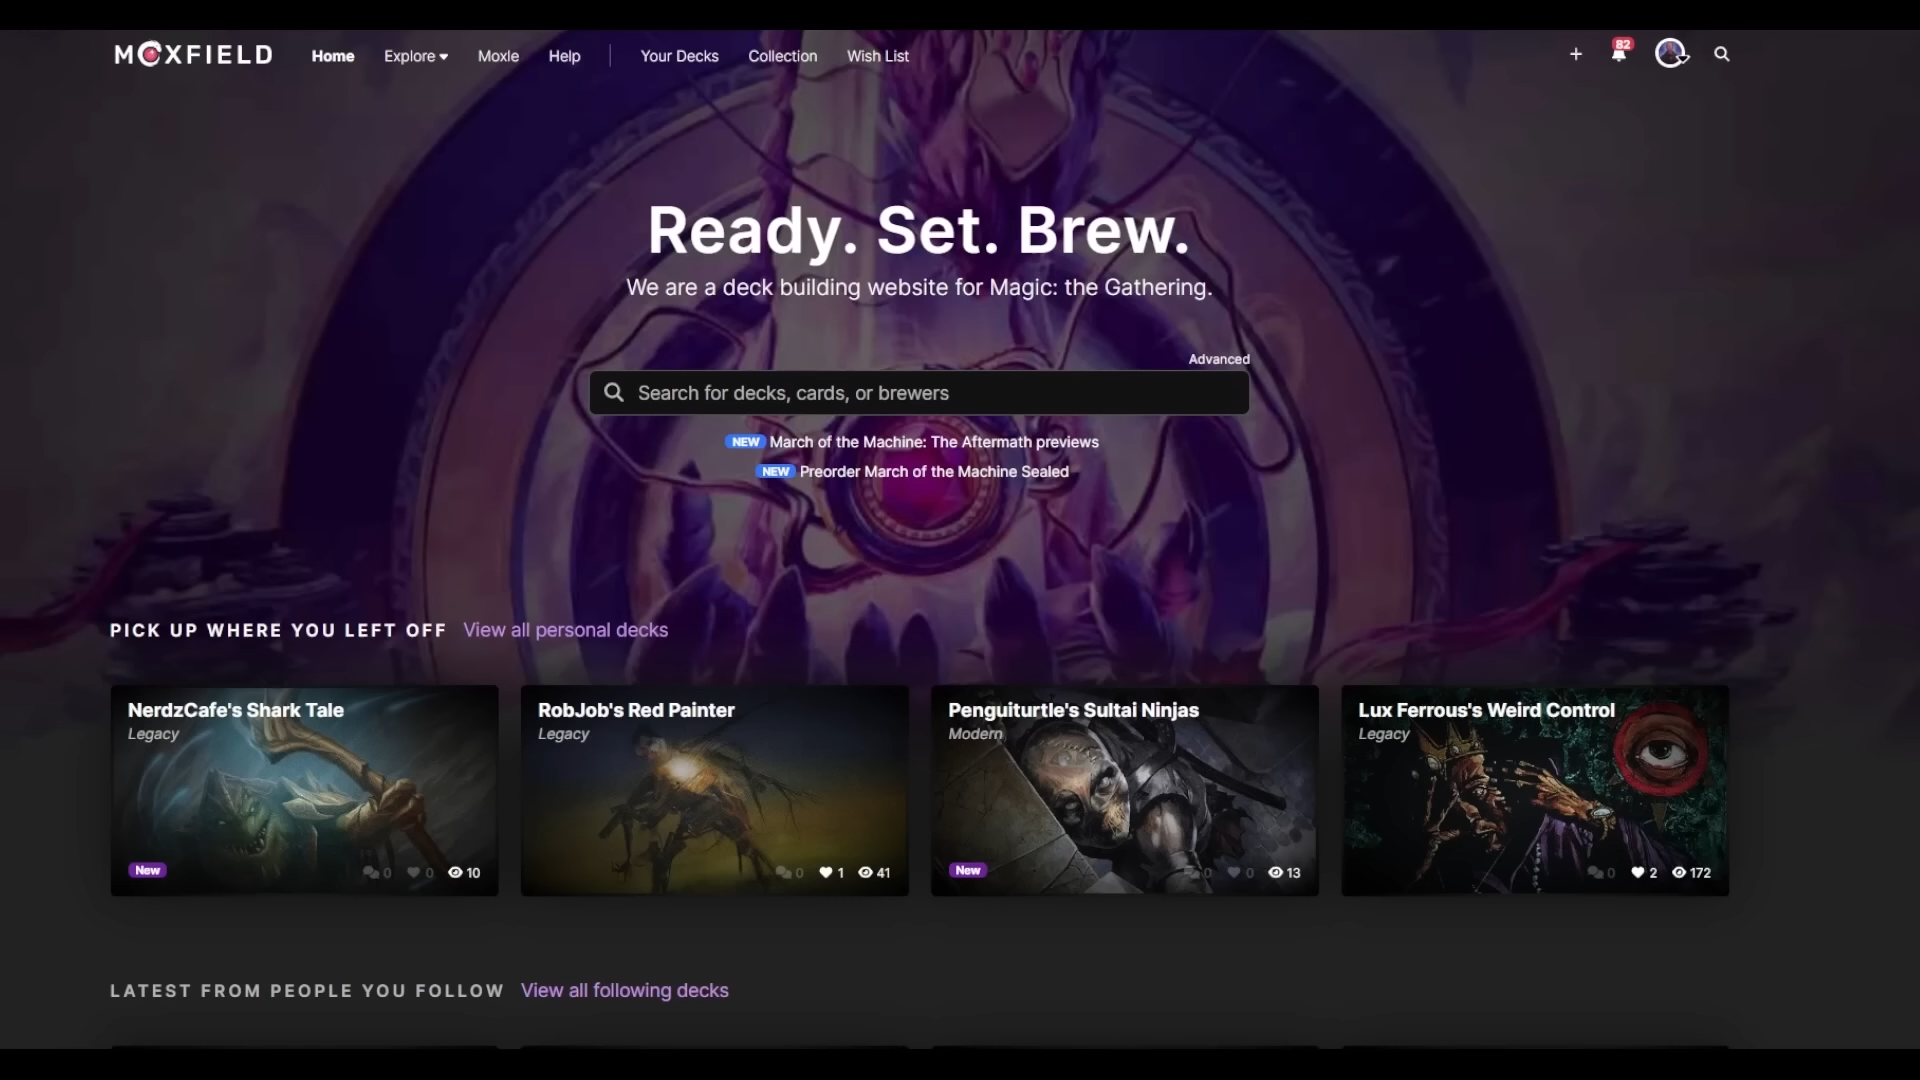 MOXFIELD
Home
Explore
Moxle
Help
Your Decks
Collection
Wish List
82
Ready. Set. Brew.
We are a deck building website for Magic: the Gathering.
Advanced
Search for decks, cards, or brewers
NEW March of the Machine: The Aftermath previews
NEW Preorder March of the Machine Sealed
PICK UP WHERE YOU LEFT OFF View all personal decks
NerdzCafe's Shark Tale
Legacy
New
0 0 10
RobJob's Red Painter
Legacy
0 1 41
Penguiturtle's Sultai Ninjas
Modern
New
0 0 13
Lux Ferrous's Weird Control
Legacy
0 2 172
LATEST FROM PEOPLE YOU FOLLOW View all following decks